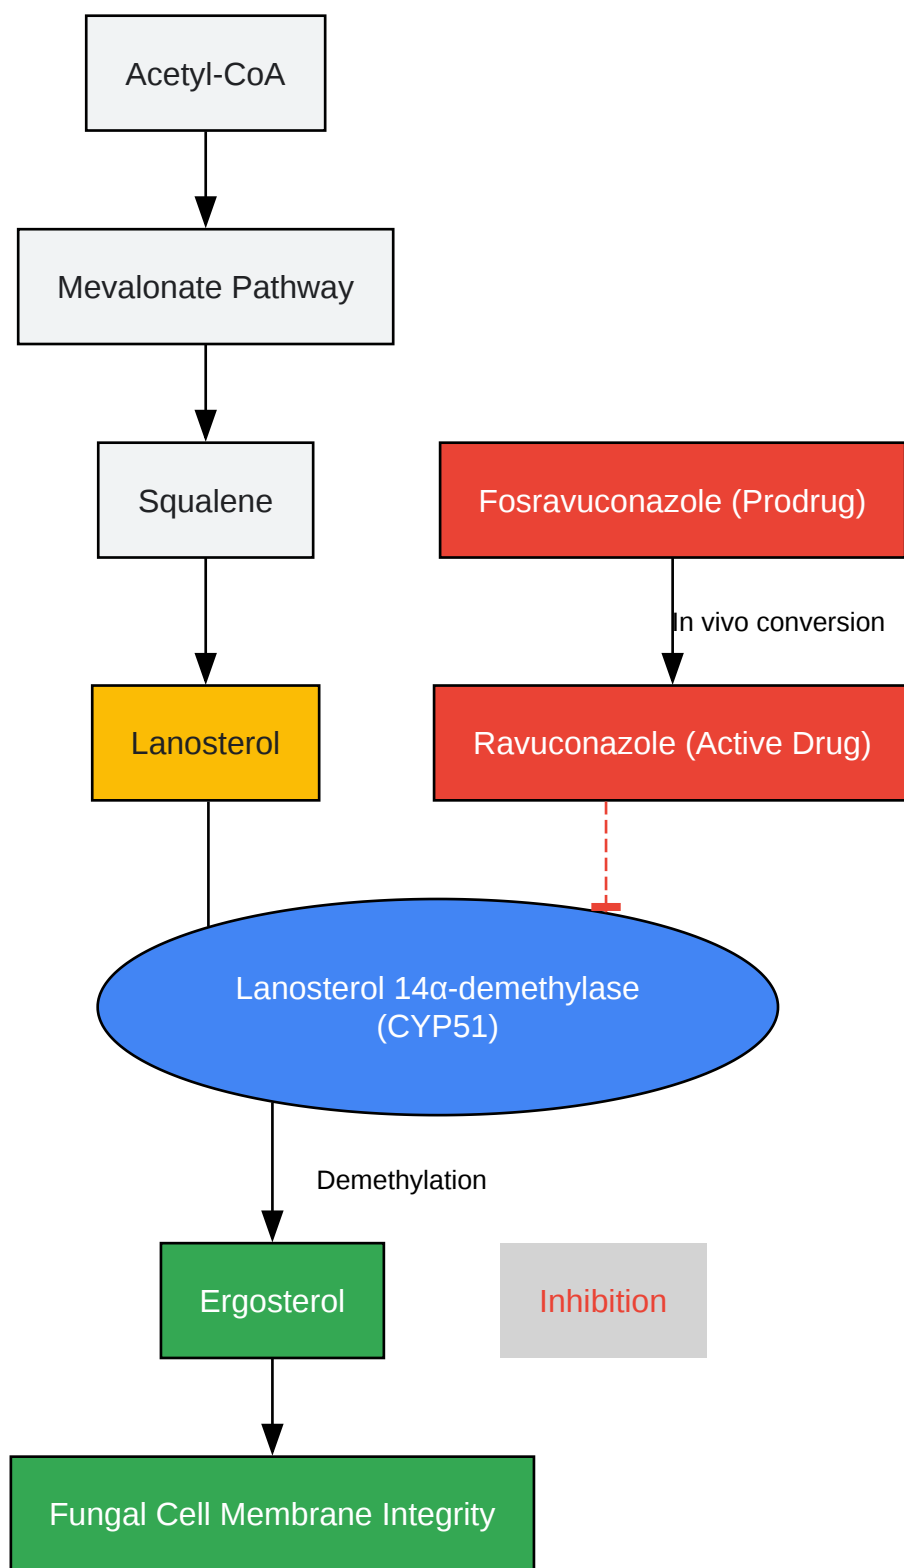 Acetyl-CoA
Mevalonate Pathway
Squalene
Fosravuconazole (Prodrug)
In vivo conversion
Lanosterol
Ravuconazole (Active Drug)
Lanosterol 14α-demethylase
(CYP51)
Demethylation
Ergosterol
Inhibition
Fungal Cell Membrane Integrity